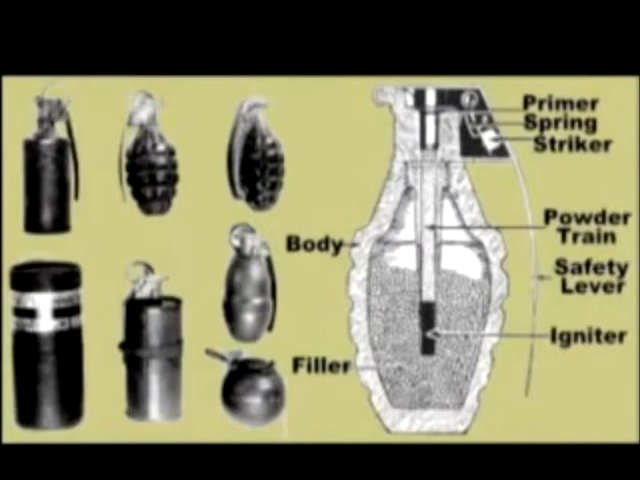 Primer
Spring
Striker
Powder
Train
Body
Safety
Lever
Igniter
Filler